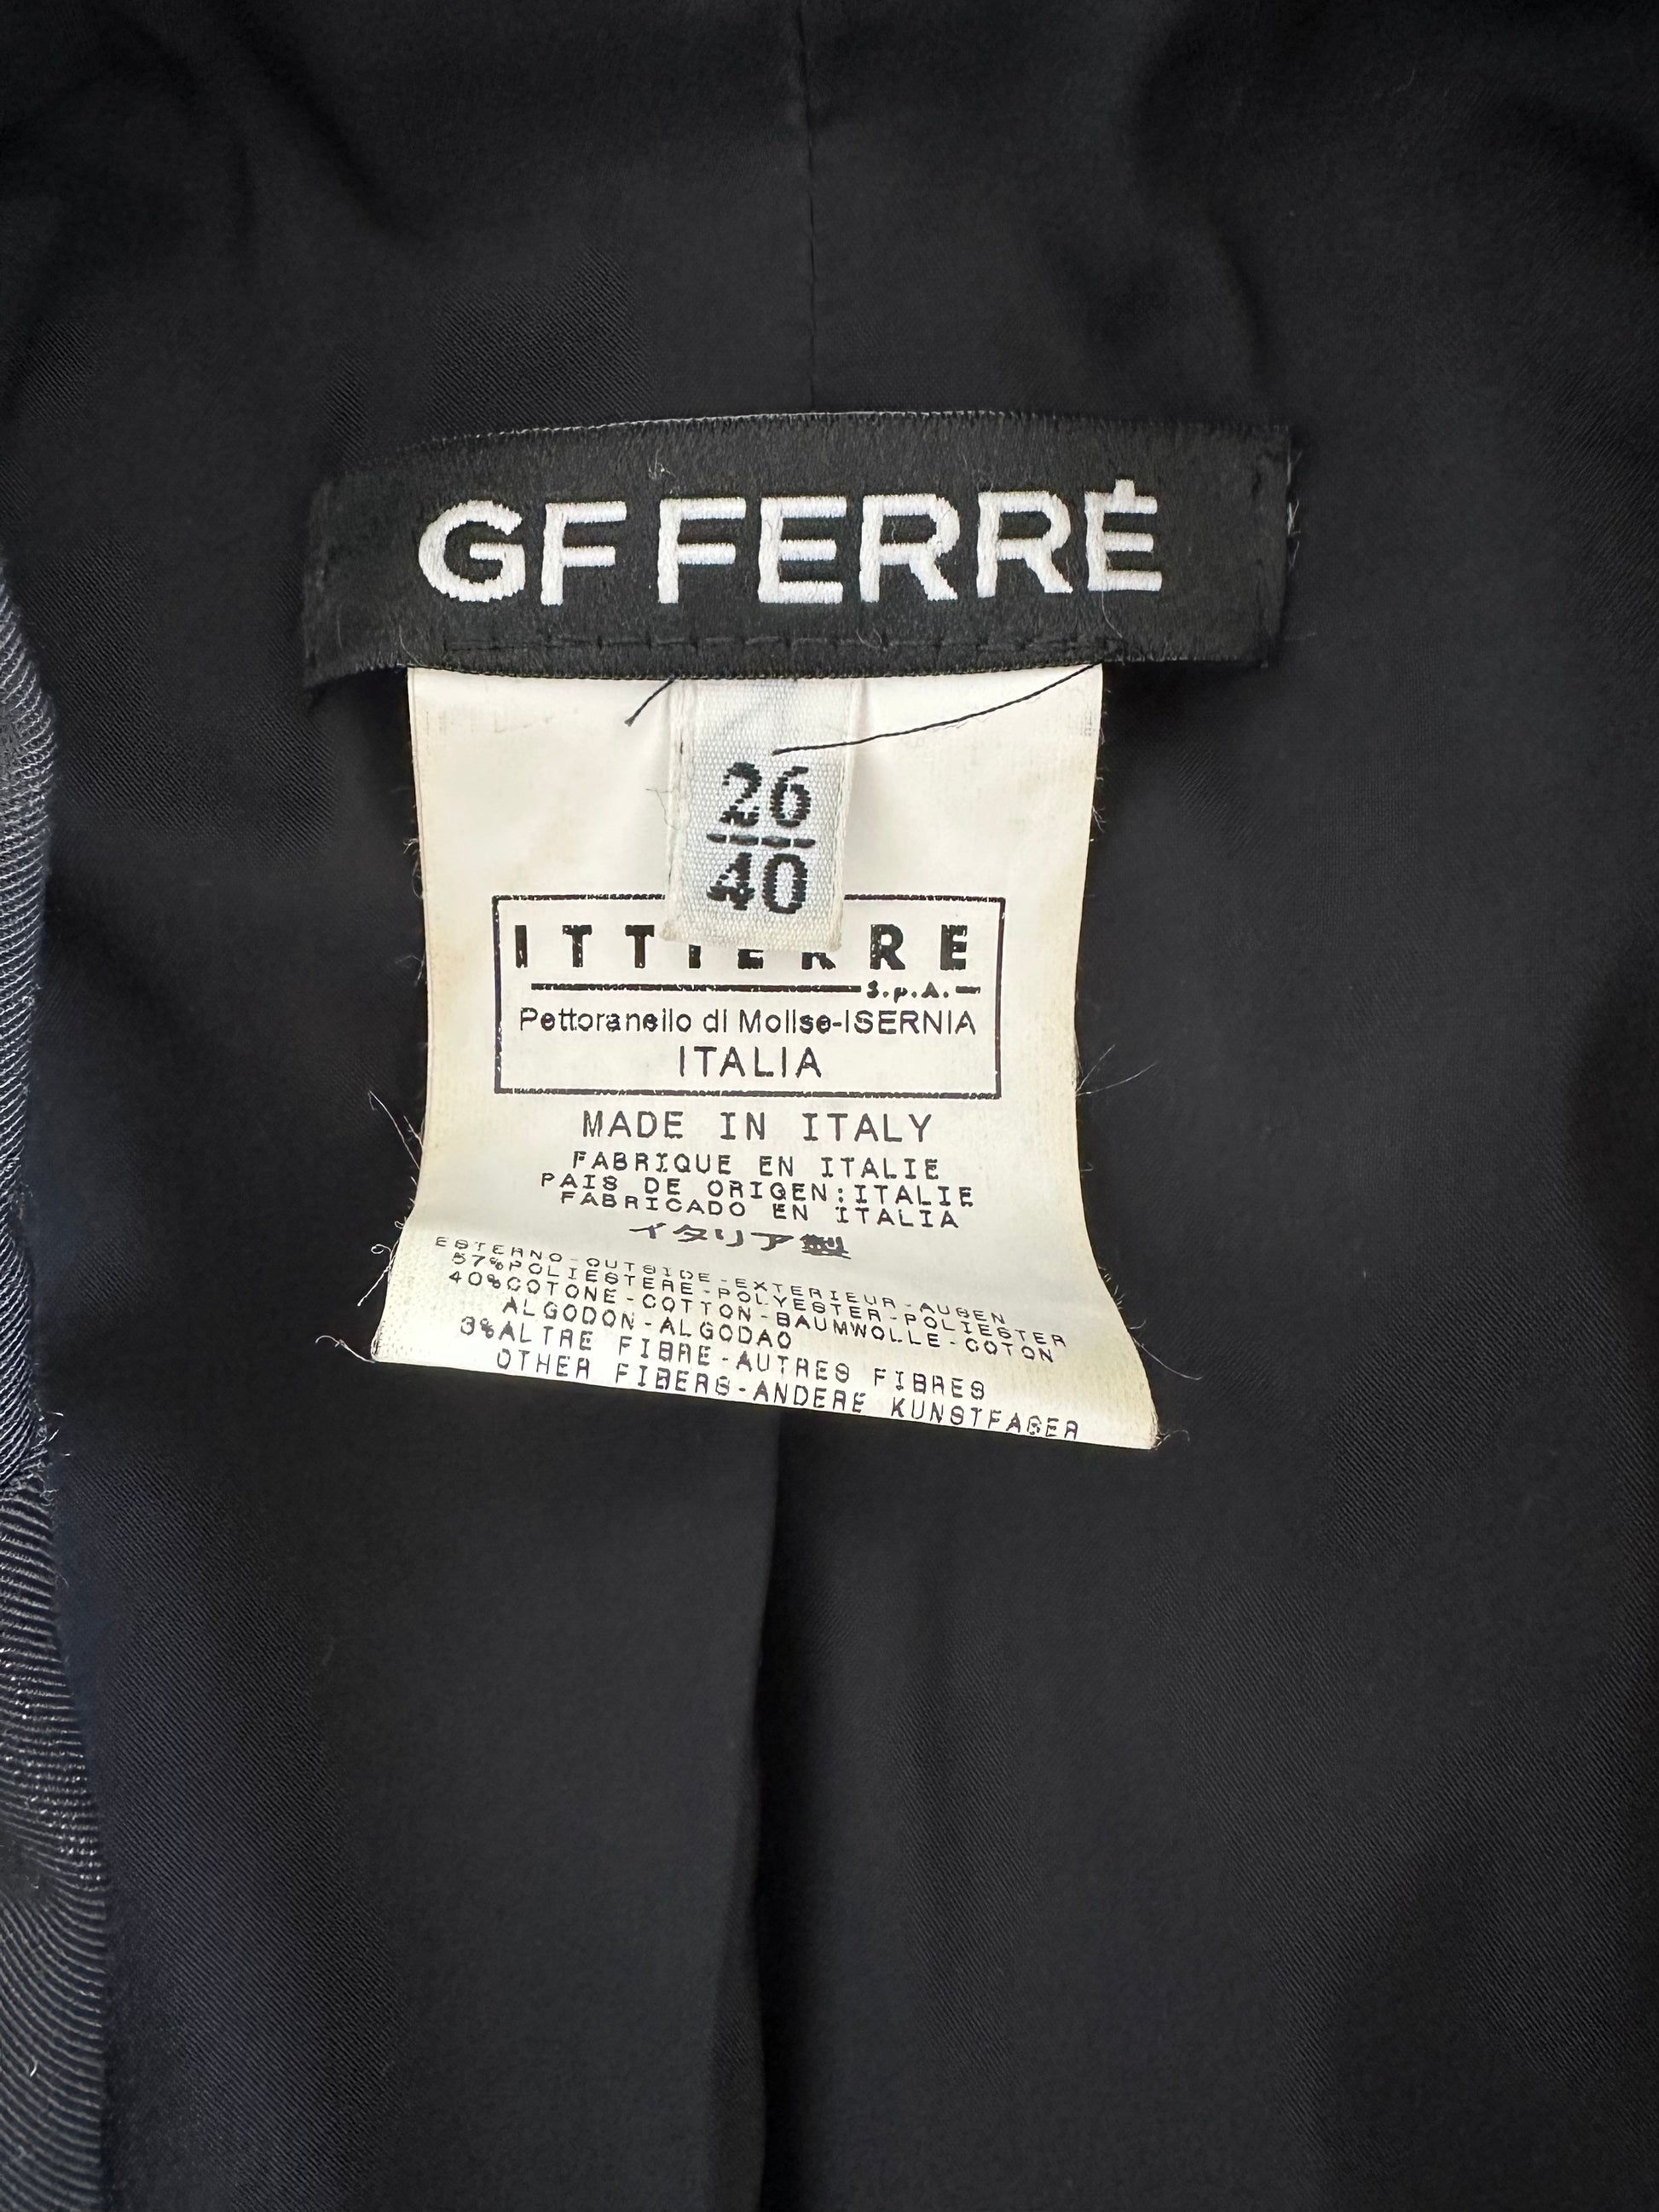 GF FERRĖ
26
40
ITTIERRE
S.p.A.
Pettoranello di Molise-ISERNIA
ITALIA
MADE IN ITALY
FABRIQUE EN ITALIE
PAIS DE ORIGEN:ITALIE
FABRICADO EN ITALIA
イタリア製
ESTERNO-OUTSIDE-EXTERIEUR-AUSEN
57%POLIESTERE-POLYESTER-POLIESTER
40%COTONE-COTTON-BAUMWOLLE-COTON
ALGODON-ALGODAO
3%ALTRE FIBRE-AUTRES FIBRES
OTHER FIBERS-ANDERE KUNSTFASER